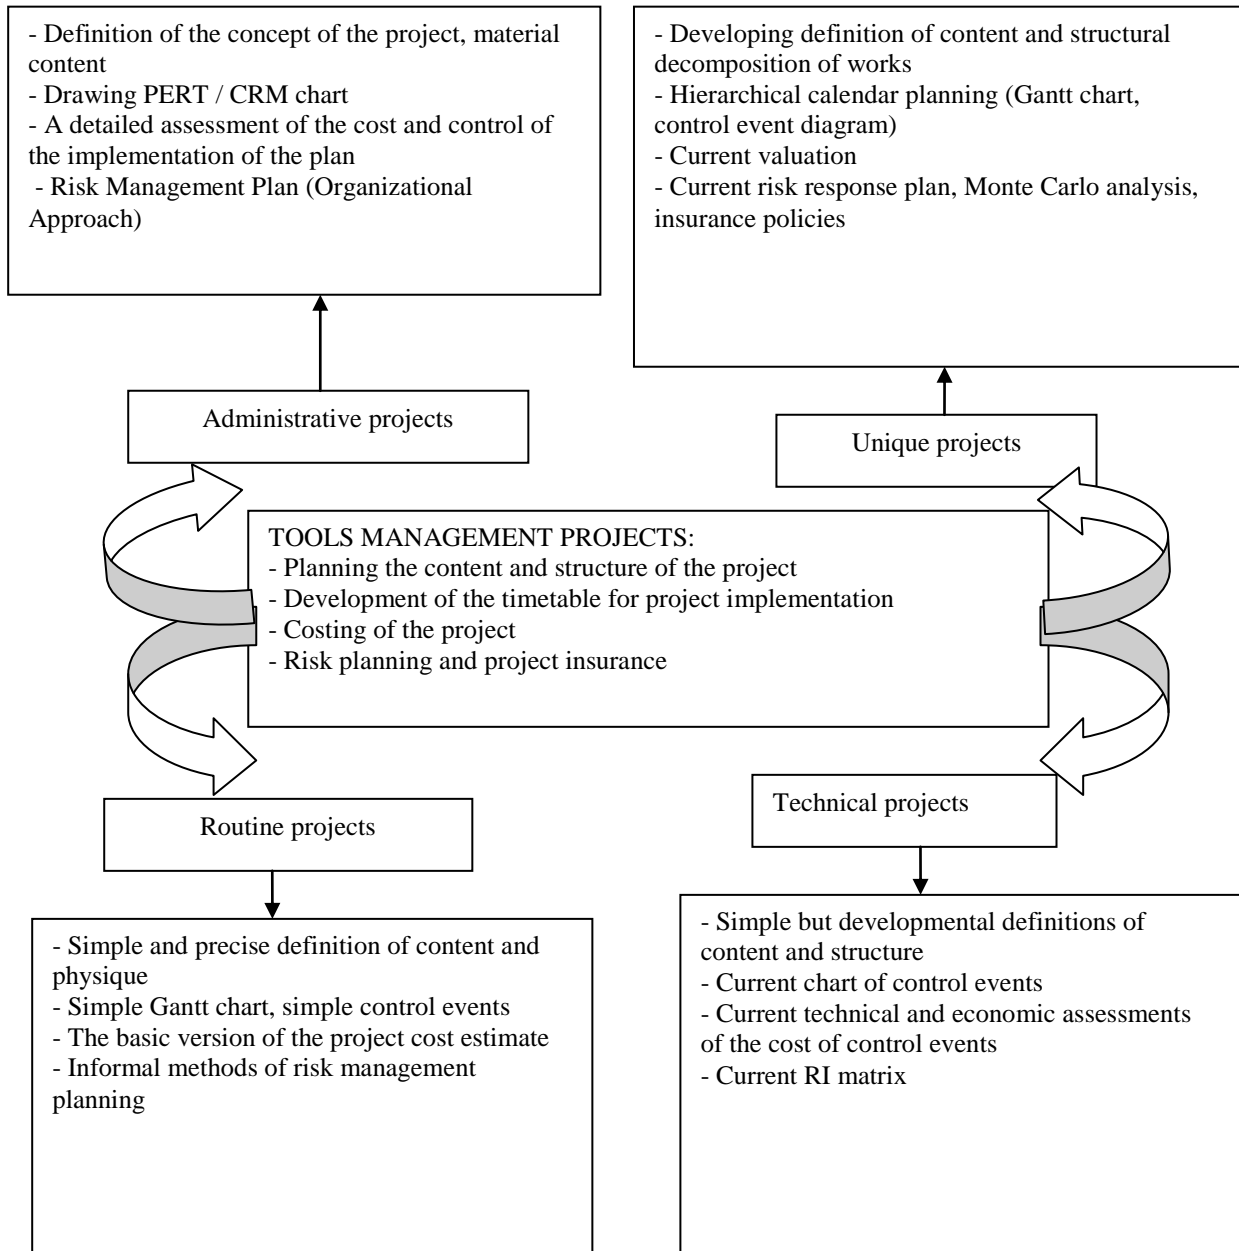 - Definition of the concept of the project, material
content
- Drawing PERT / CRM chart
- A detailed assessment of the cost and control of
the implementation of the plan
- Risk Management Plan (Organizational
Approach)
- Developing definition of content and structural
decomposition of works
- Hierarchical calendar planning (Gantt chart,
control event diagram)
- Current valuation
- Current risk response plan, Monte Carlo analysis,
insurance policies
Administrative projects
Unique projects
TOOLS MANAGEMENT PROJECTS:
- Planning the content and structure of the project
- Development of the timetable for project implementation
- Costing of the project
- Risk planning and project insurance
Routine projects
Technical projects
- Simple and precise definition of content and
physique
- Simple Gantt chart, simple control events
- The basic version of the project cost estimate
- Informal methods of risk management
planning
- Simple but developmental definitions of
content and structure
- Current chart of control events
- Current technical and economic assessments
of the cost of control events
- Current RI matrix